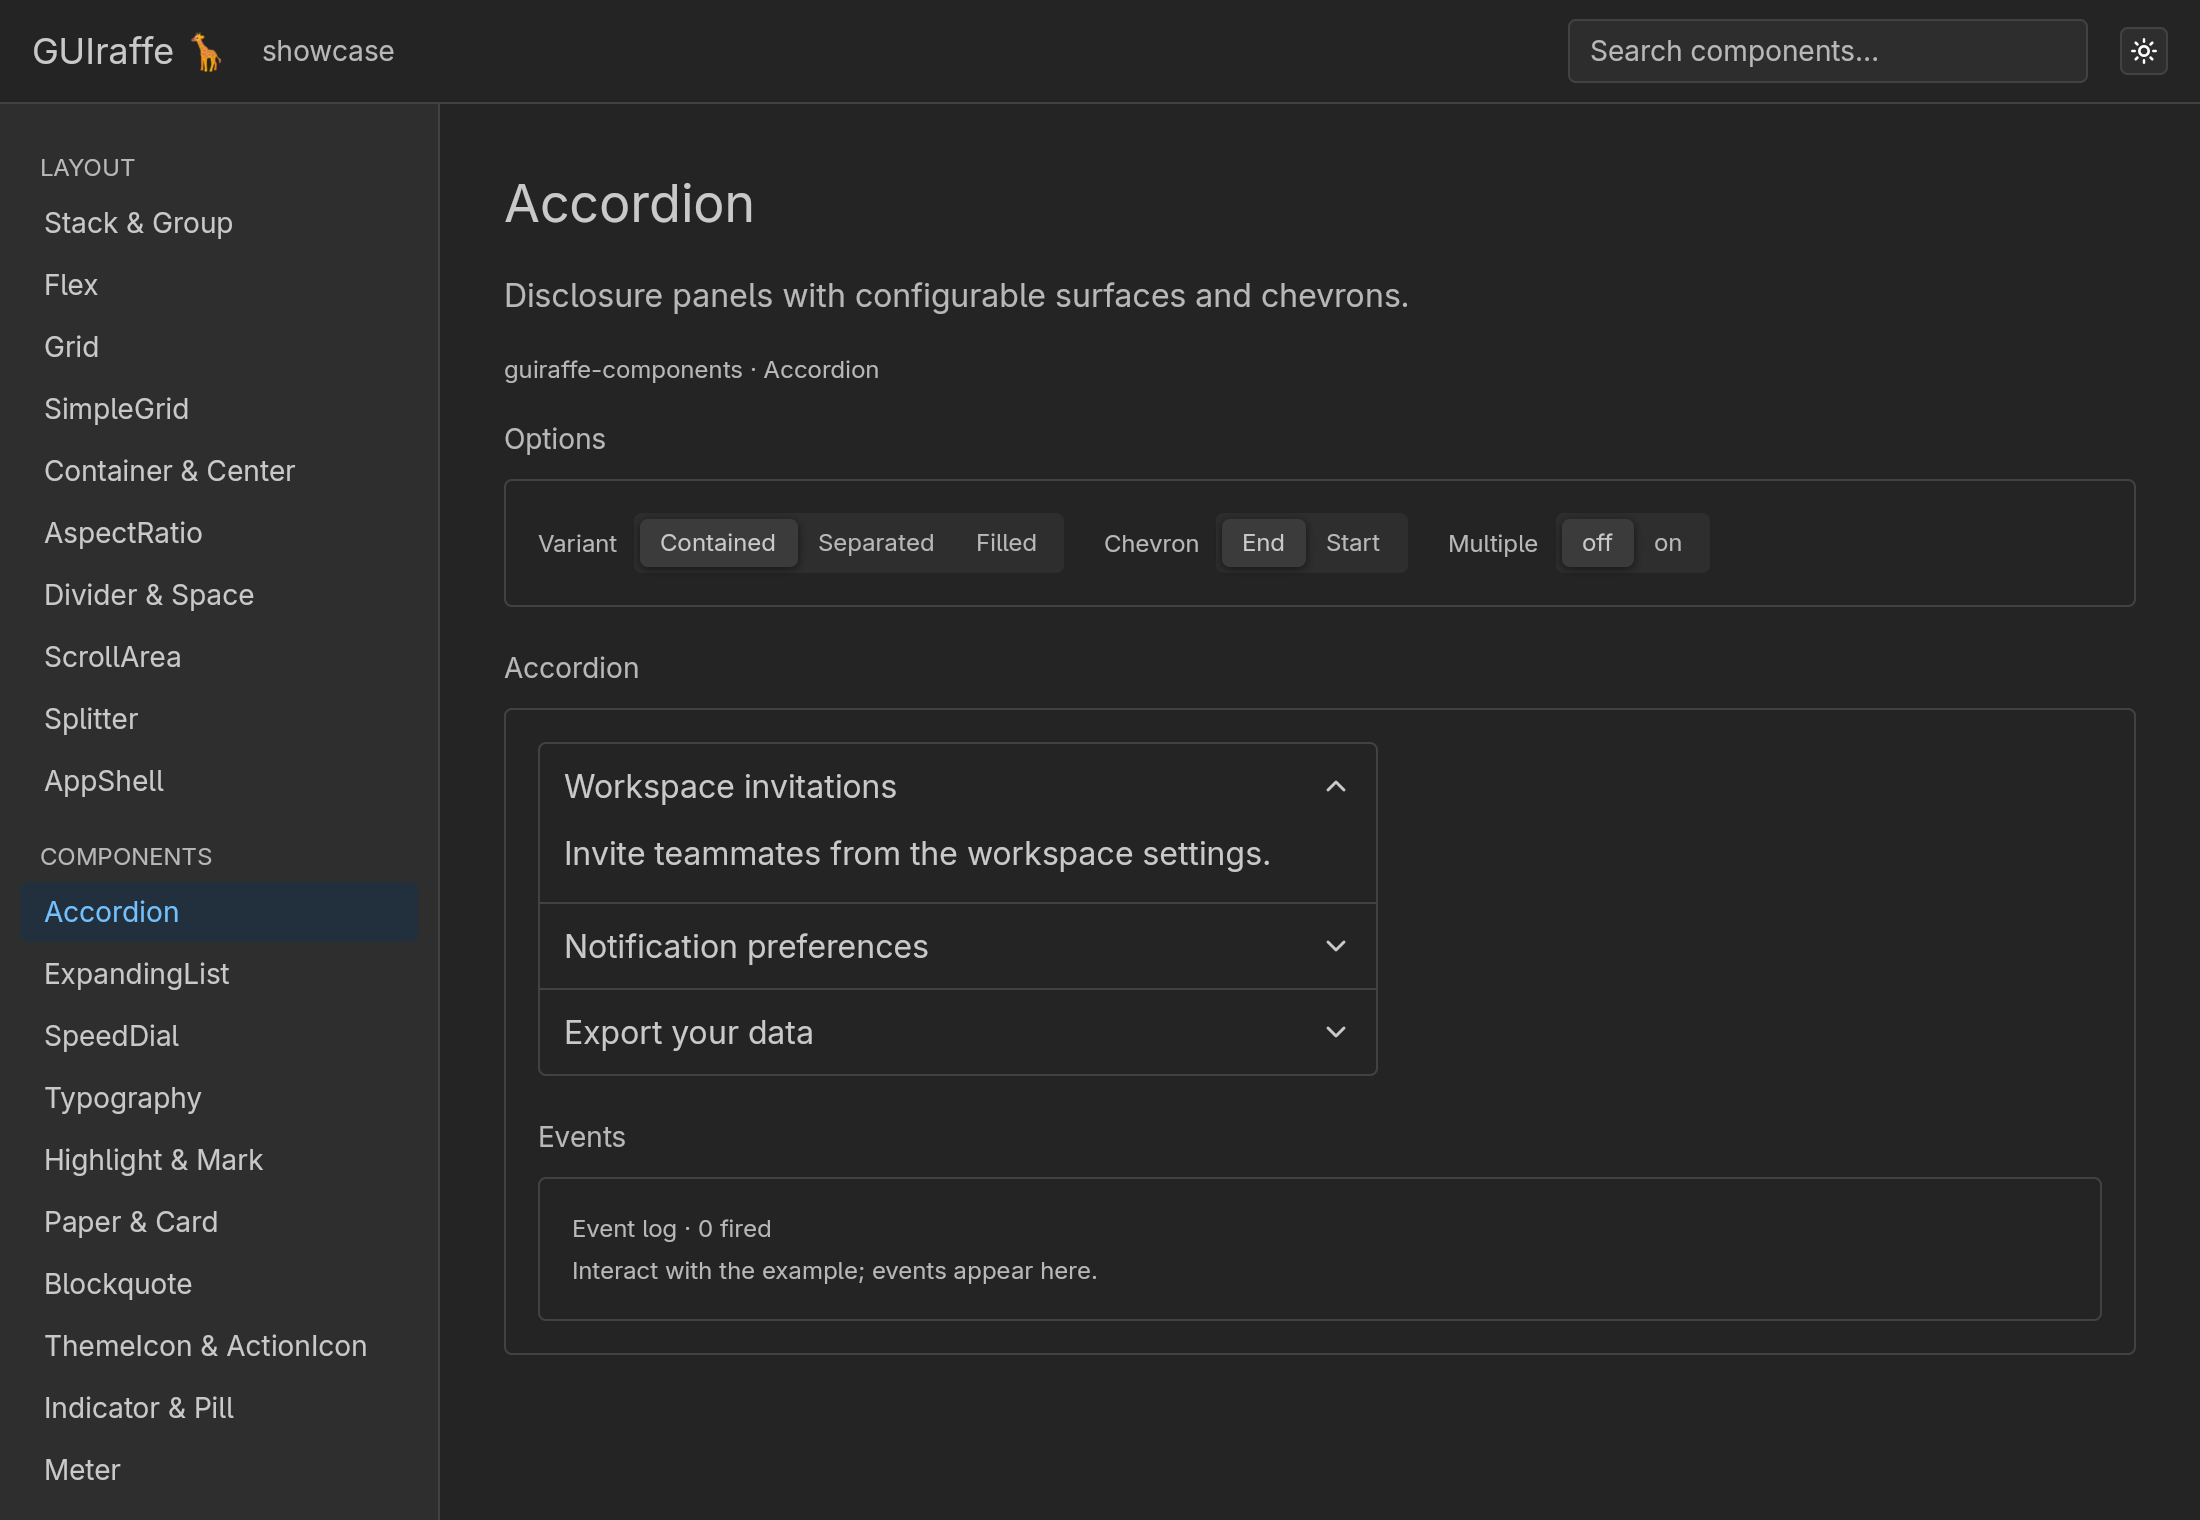 GUIraffe 🦒 showcase
Search components...
LAYOUT
Stack & Group
Flex
Grid
SimpleGrid
Container & Center
AspectRatio
Divider & Space
ScrollArea
Splitter
AppShell
COMPONENTS
Accordion
ExpandingList
SpeedDial
Typography
Highlight & Mark
Paper & Card
Blockquote
ThemeIcon & ActionIcon
Indicator & Pill
Meter
Accordion
Disclosure panels with configurable surfaces and chevrons.
guiraffe-components · Accordion
Options
Variant Contained Separated Filled Chevron End Start Multiple off on
Accordion
Workspace invitations
Invite teammates from the workspace settings.
Notification preferences
Export your data
Events
Event log · 0 fired
Interact with the example; events appear here.